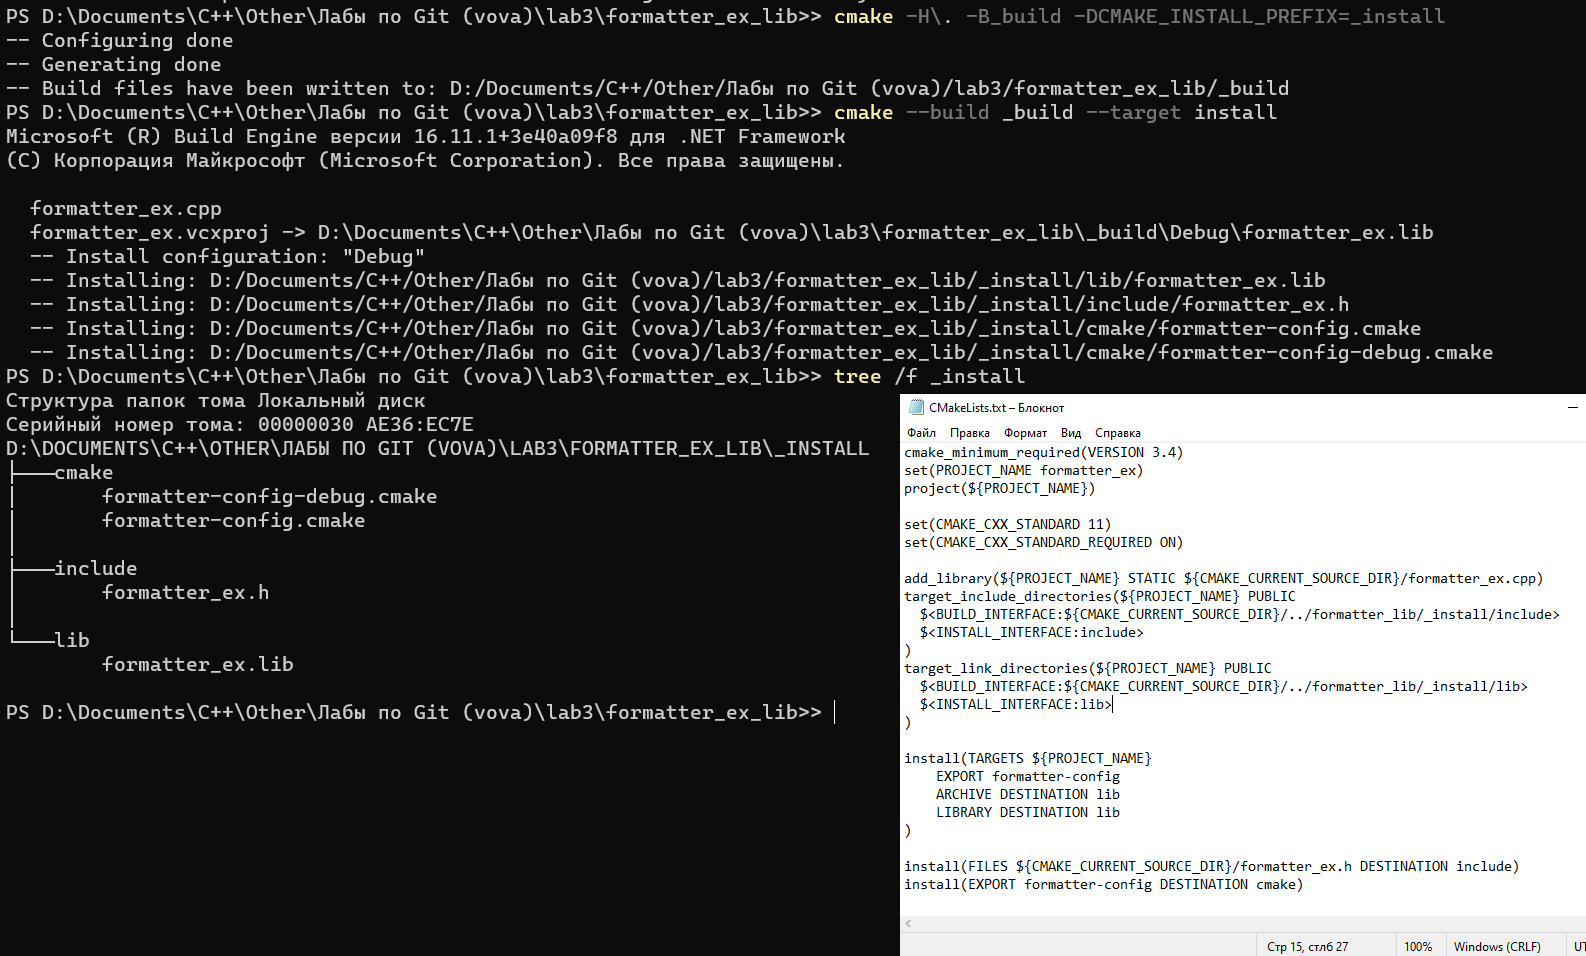 PS D:\Documents\C++\Other\Лабы по Git (vova)\lab3\formatter_ex_lib>> cmake -H\. -B_build -DCMAKE_INSTALL_PREFIX=_install
-- Configuring done
-- Generating done
-- Build files have been written to: D:/Documents/C++/Other/Лабы по Git (vova)/lab3/formatter_ex_lib/_build
PS D:\Documents\C++\Other\Лабы по Git (vova)\lab3\formatter_ex_lib>> cmake --build _build --target install
Microsoft (R) Build Engine версии 16.11.1+3e40a09f8 для .NET Framework
(C) Корпорация Майкрософт (Microsoft Corporation). Все права защищены.
formatter_ex.cpp
formatter_ex.vcxproj -> D:\Documents\C++\Other\Лабы по Git (vova)\lab3\formatter_ex_lib\_build\Debug\formatter_ex.lib
-- Install configuration: "Debug"
-- Installing: D:/Documents/C++/Other/Лабы по Git (vova)/lab3/formatter_ex_lib/_install/lib/formatter_ex.lib
-- Installing: D:/Documents/C++/Other/Лабы по Git (vova)/lab3/formatter_ex_lib/_install/include/formatter_ex.h
-- Installing: D:/Documents/C++/Other/Лабы по Git (vova)/lab3/formatter_ex_lib/_install/cmake/formatter-config.cmake
-- Installing: D:/Documents/C++/Other/Лабы по Git (vova)/lab3/formatter_ex_lib/_install/cmake/formatter-config-debug.cmake
PS D:\Documents\C++\Other\Лабы по Git (vova)\lab3\formatter_ex_lib>> tree /f _install
Структура папок тома Локальный диск
Серийный номер тома: 00000030 AE36:EC7E
D:\DOCUMENTS\C++\OTHER\ЛАБЫ ПО GIT (VOVA)\LAB3\FORMATTER_EX_LIB\_INSTALL
├───cmake
│       formatter-config-debug.cmake
│       formatter-config.cmake
│
├───include
│       formatter_ex.h
│
└───lib
        formatter_ex.lib
PS D:\Documents\C++\Other\Лабы по Git (vova)\lab3\formatter_ex_lib>>
CMakeLists.txt – Блокнот
Файл Правка Формат Вид Справка
cmake_minimum_required(VERSION 3.4)
set(PROJECT_NAME formatter_ex)
project(${PROJECT_NAME})
set(CMAKE_CXX_STANDARD 11)
set(CMAKE_CXX_STANDARD_REQUIRED ON)
add_library(${PROJECT_NAME} STATIC ${CMAKE_CURRENT_SOURCE_DIR}/formatter_ex.cpp)
target_include_directories(${PROJECT_NAME} PUBLIC
  $<BUILD_INTERFACE:${CMAKE_CURRENT_SOURCE_DIR}/../formatter_lib/_install/include>
  $<INSTALL_INTERFACE:include>
)
target_link_directories(${PROJECT_NAME} PUBLIC
  $<BUILD_INTERFACE:${CMAKE_CURRENT_SOURCE_DIR}/../formatter_lib/_install/lib>
  $<INSTALL_INTERFACE:lib>
)
install(TARGETS ${PROJECT_NAME}
    EXPORT formatter-config
    ARCHIVE DESTINATION lib
    LIBRARY DESTINATION lib
)
install(FILES ${CMAKE_CURRENT_SOURCE_DIR}/formatter_ex.h DESTINATION include)
install(EXPORT formatter-config DESTINATION cmake)
Стр 15, стлб 27 100% Windows (CRLF)